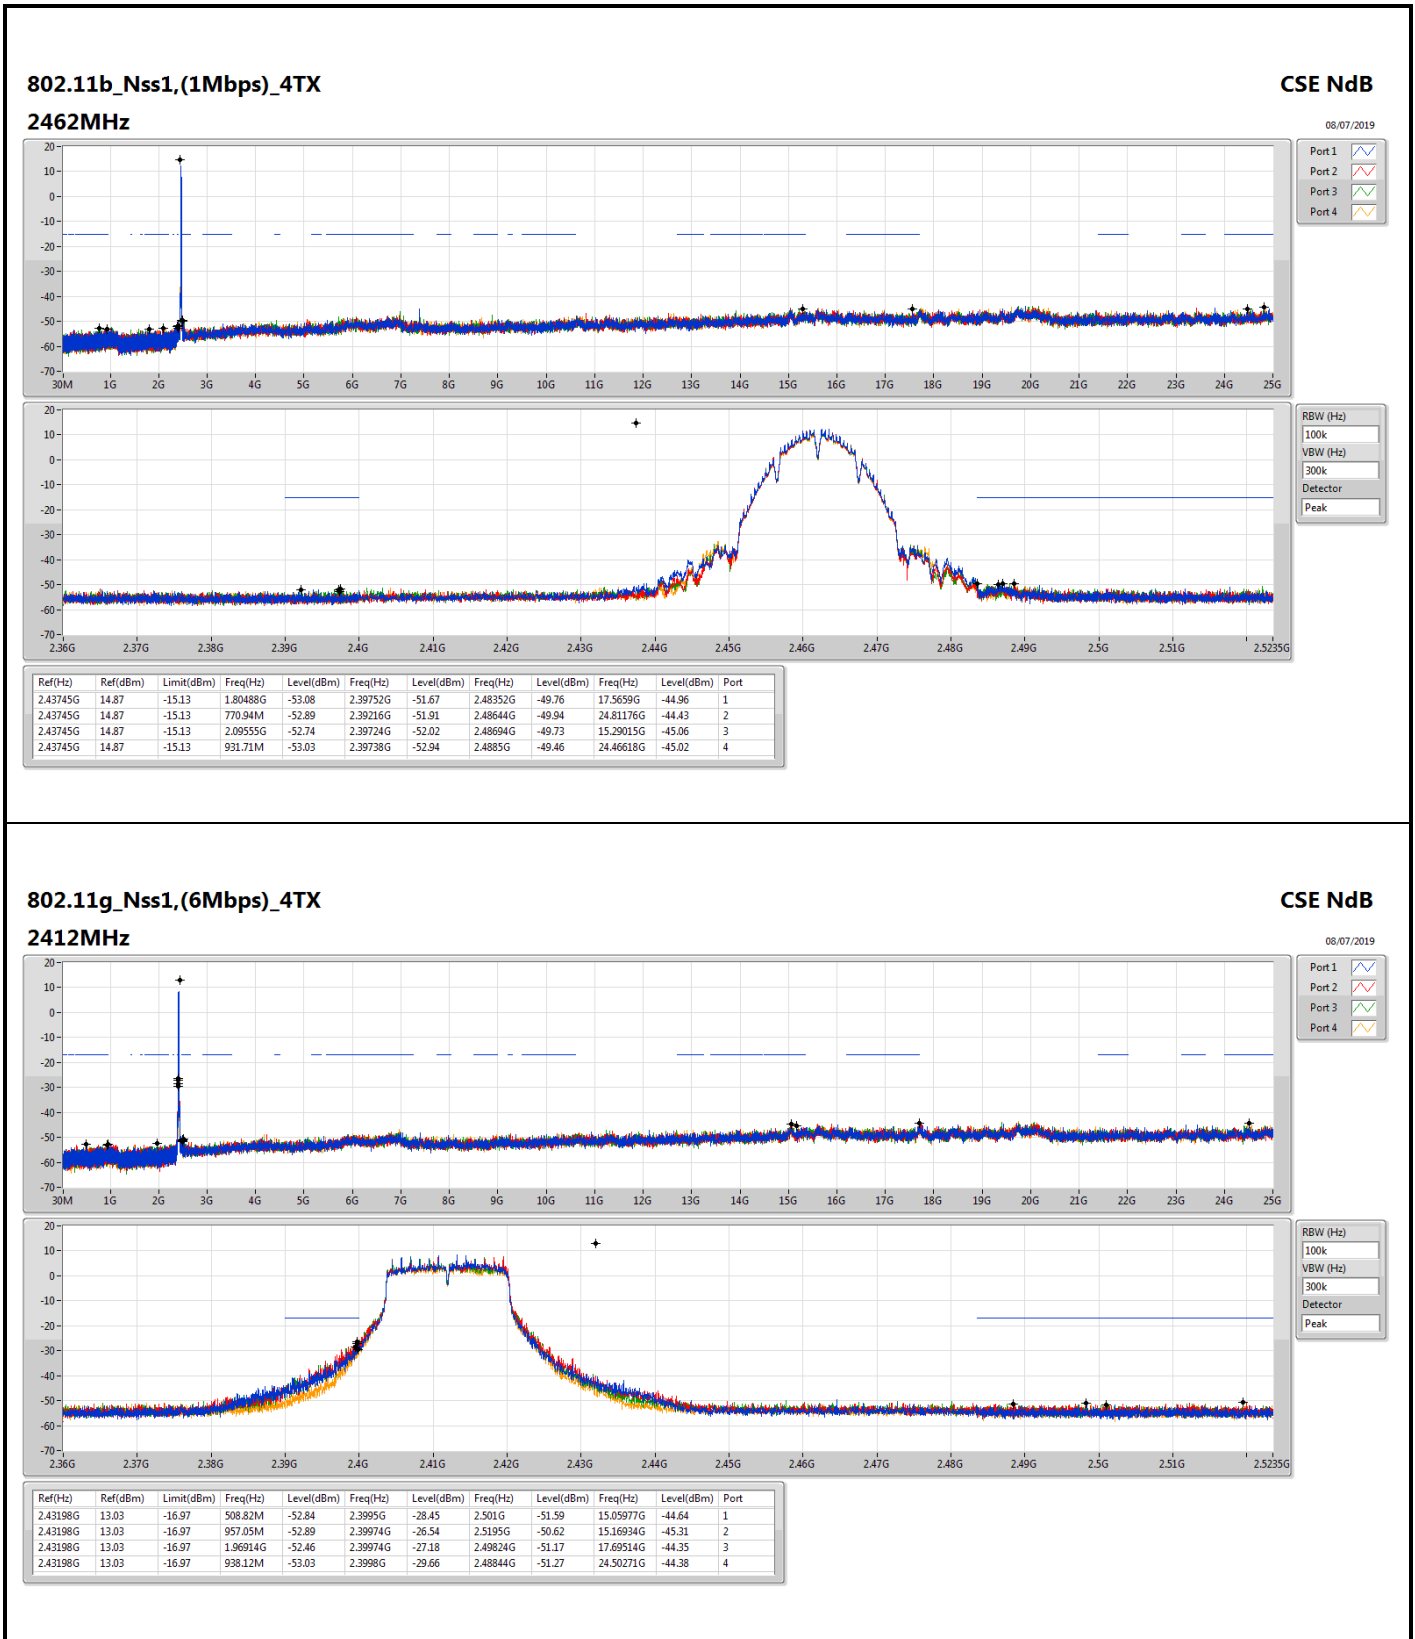 802.11b_Nss1,(1Mbps)_4TX CSE NdB
2462MHz 08/07/2019
Port 1
Port 2
Port 3
Port 4
20
10
0
-10
-20
-30
-40
-50
-60
-70
30M 1G 2G 3G 4G 5G 6G 7G 8G 9G 10G 11G 12G 13G 14G 15G 16G 17G 18G 19G 20G 21G 22G 23G 24G 25G
20
10
0
-10
-20
-30
-40
-50
-60
-70
2.36G 2.37G 2.38G 2.39G 2.4G 2.41G 2.42G 2.43G 2.44G 2.45G 2.46G 2.47G 2.48G 2.49G 2.5G 2.51G 2.5235G
RBW (Hz)
100k
VBW (Hz)
300k
Detector
Peak
Ref(Hz) Ref(dBm) Limit(dBm) Freq(Hz) Level(dBm) Freq(Hz) Level(dBm) Freq(Hz) Level(dBm) Freq(Hz) Level(dBm) Port
2.43745G 14.87 -15.13 1.80488G -53.08 2.39752G -51.67 2.48352G -49.76 17.5659G -44.96 1
2.43745G 14.87 -15.13 770.94M -52.89 2.39216G -51.91 2.48644G -49.94 24.81176G -44.43 2
2.43745G 14.87 -15.13 2.09555G -52.74 2.39724G -52.02 2.48694G -49.73 15.29015G -45.06 3
2.43745G 14.87 -15.13 931.71M -53.03 2.39738G -52.94 2.4885G -49.46 24.46618G -45.02 4
802.11g_Nss1,(6Mbps)_4TX CSE NdB
2412MHz 08/07/2019
Port 1
Port 2
Port 3
Port 4
20
10
0
-10
-20
-30
-40
-50
-60
-70
30M 1G 2G 3G 4G 5G 6G 7G 8G 9G 10G 11G 12G 13G 14G 15G 16G 17G 18G 19G 20G 21G 22G 23G 24G 25G
20
10
0
-10
-20
-30
-40
-50
-60
-70
2.36G 2.37G 2.38G 2.39G 2.4G 2.41G 2.42G 2.43G 2.44G 2.45G 2.46G 2.47G 2.48G 2.49G 2.5G 2.51G 2.5235G
RBW (Hz)
100k
VBW (Hz)
300k
Detector
Peak
Ref(Hz) Ref(dBm) Limit(dBm) Freq(Hz) Level(dBm) Freq(Hz) Level(dBm) Freq(Hz) Level(dBm) Freq(Hz) Level(dBm) Port
2.43198G 13.03 -16.97 508.82M -52.84 2.3995G -28.45 2.501G -51.59 15.05977G -44.64 1
2.43198G 13.03 -16.97 957.05M -52.89 2.39974G -26.54 2.5195G -50.62 15.16934G -45.31 2
2.43198G 13.03 -16.97 1.96914G -52.46 2.39974G -27.18 2.49824G -51.17 17.69514G -44.35 3
2.43198G 13.03 -16.97 938.12M -53.03 2.3998G -29.66 2.48844G -51.27 24.50271G -44.38 4